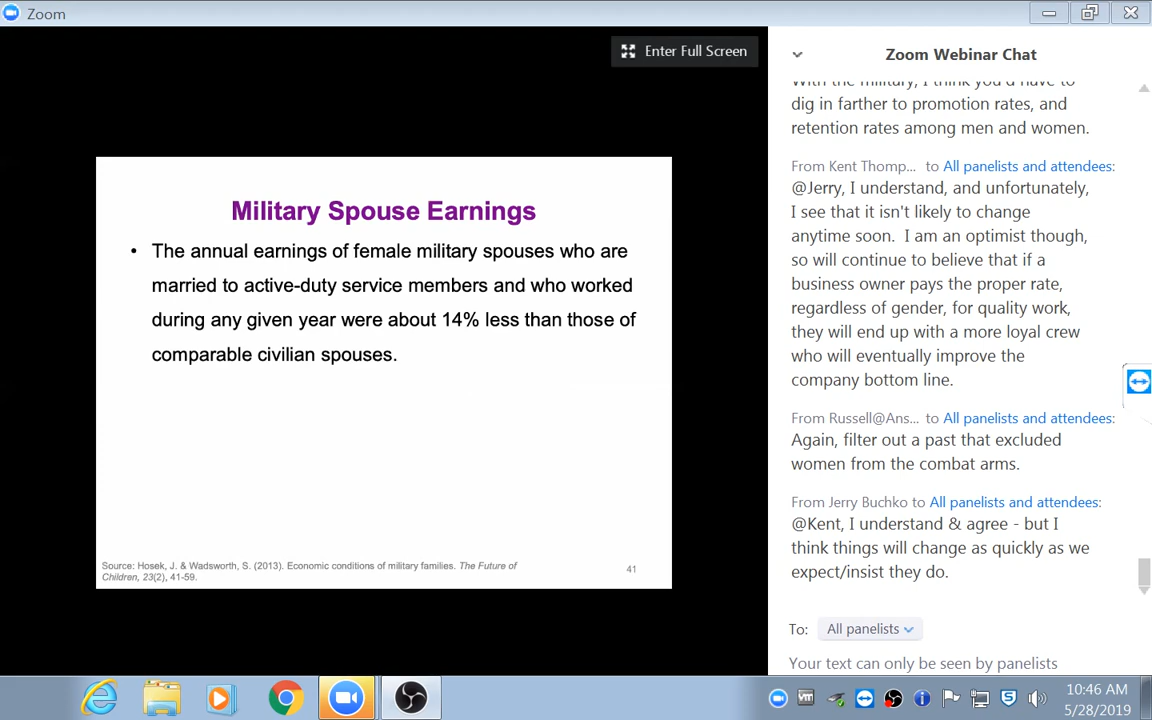 Zoom
Enter Full Screen
Military Spouse Earnings
• The annual earnings of female military spouses who are
married to active-duty service members and who worked
during any given year were about 14% less than those of
comparable civilian spouses.
Source: Hosek, J. & Wadsworth, S. (2013). Economic conditions of military families. The Future of
Children, 23(2), 41-59.
41
Zoom Webinar Chat
With the military, I think you'd have to
dig in farther to promotion rates, and
retention rates among men and women.
From Kent Thomp... to All panelists and attendees:
@Jerry, I understand, and unfortunately,
I see that it isn't likely to change
anytime soon. I am an optimist though,
so will continue to believe that if a
business owner pays the proper rate,
regardless of gender, for quality work,
they will end up with a more loyal crew
who will eventually improve the
company bottom line.
From Russell@Ans... to All panelists and attendees:
Again, filter out a past that excluded
women from the combat arms.
From Jerry Buchko to All panelists and attendees:
@Kent, I understand & agree - but I
think things will change as quickly as we
expect/insist they do.
To: All panelists
Your text can only be seen by panelists
10:46 AM
5/28/2019